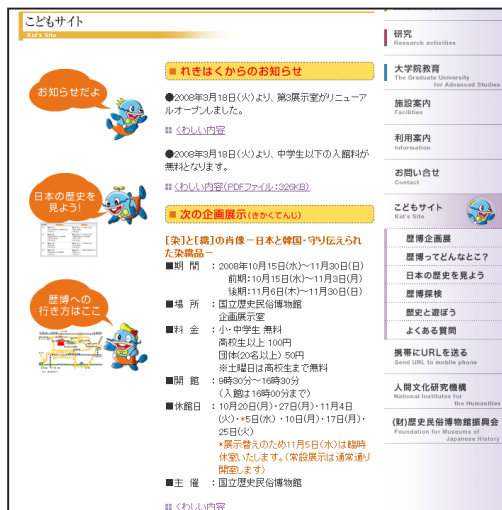 こどもサイト
Kid's Site
お知らせだよ
日本の歴史を
見よう!
歴博への
行き方はここ
■ れきはくからのお知らせ
●2008年3月18日(火)より、第3展示室がリニューア
ルオープンしました。
くわしい内容
●2008年3月18日(火)より、中学生以下の入館料が
無料となります。
くわしい内容(PDFファイル:326KB)
■ 次の企画展示(きかくてんじ)
[染]と[織]の肖像-日本と韓国・守り伝えられ
た染織品-
■期 間 : 2008年10月15日(水)~11月30日(日)
前期:10月15日(水)~11月3日(月)
後期:11月6日(木)~11月30日(日)
■場 所 : 国立歴史民俗博物館
企画展示室
■料 金 : 小・中学生 無料
高校生以上 100円
団体(20名以上) 50円
※土曜日は高校生まで無料
■開 館 : 9時30分~16時30分
(入館は16時00分まで)
■休館日 : 10月20日(月)・27日(月)・11月4日
(火)・*5日(水)・10日(月)・17日(月)・
25日(火)
*展示替えのため11月5日(水)は臨時
休室いたします。(常設展示は通常通り
開室します)
■主 催 : 国立歴史民俗博物館
くわしい内容
研究
Research activities
大学院教育
The Graduate University
for Advanced Studies
施設案内
Facilities
利用案内
Information
お問い合せ
Contact
こどもサイト
Kid's Site
歴博企画展
歴博ってどんなとこ?
日本の歴史を見よう
歴博探検
歴史と遊ぼう
よくある質問
携帯にURLを送る
Send URL to mobile phone
人間文化研究機構
National Institutes for
the Humanities
(財)歴史民俗博物館振興会
Foundation for Museums of
Japanese History